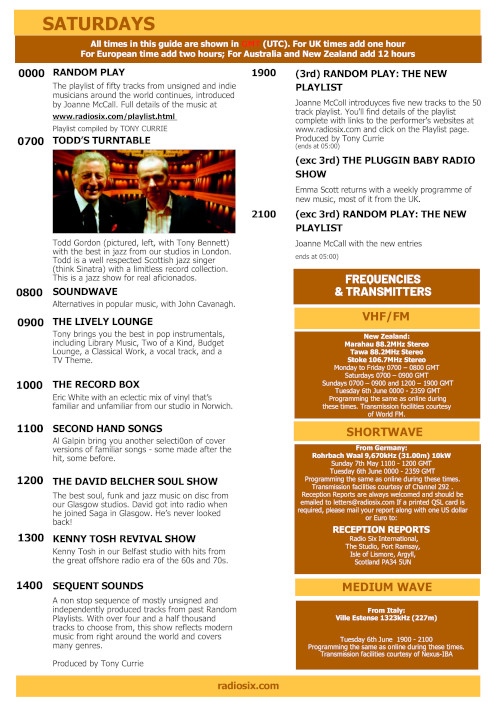 SATURDAYS
All times in this guide are shown in GMT (UTC). For UK times add one hour
For European time add two hours; For Australia and New Zealand add 12 hours
0000 RANDOM PLAY
The playlist of fifty tracks from unsigned and indie
musicians around the world continues, introduced
by Joanne McCall. Full details of the music at
www.radiosix.com/playlist.html
Playlist compiled by TONY CURRIE
0700 TODD'S TURNTABLE
Todd Gordon (pictured, left, with Tony Bennett)
with the best in jazz from our studios in London.
Todd is a well respected Scottish jazz singer
(think Sinatra) with a limitless record collection.
This is a jazz show for real aficionados.
0800 SOUNDWAVE
Alternatives in popular music, with John Cavanagh.
0900 THE LIVELY LOUNGE
Tony brings you the best in pop instrumentals,
including Library Music, Two of a Kind, Budget
Lounge, a Classical Work, a vocal track, and a
TV Theme.
1000 THE RECORD BOX
Eric White with an eclectic mix of vinyl that's
familiar and unfamiliar from our studio in Norwich.
1100 SECOND HAND SONGS
Al Galpin bring you another selecti0on of cover
versions of familiar songs - some made after the
hit, some before.
1200 THE DAVID BELCHER SOUL SHOW
The best soul, funk and jazz music on disc from
our Glasgow studios. David got into radio when
he joined Saga in Glasgow. He's never looked
back!
1300 KENNY TOSH REVIVAL SHOW
Kenny Tosh in our Belfast studio with hits from
the great offshore radio era of the 60s and 70s.
1400 SEQUENT SOUNDS
A non stop sequence of mostly unsigned and
independently produced tracks from past Random
Playlists. With over four and a half thousand
tracks to choose from, this show reflects modern
music from right around the world and covers
many genres.
Produced by Tony Currie
1900 (3rd) RANDOM PLAY: THE NEW
PLAYLIST
Joanne McCall introduyces five new tracks to the 50
track playlist. You'll find details of the playlist
complete with links to the performer's websites at
www.radiosix.com and click on the Playlist page.
Produced by Tony Currie
(ends at 05:00)
(exc 3rd) THE PLUGGIN BABY RADIO
SHOW
Emma Scott returns with a weekly programme of
new music, most of it from the UK.
2100 (exc 3rd) RANDOM PLAY: THE NEW
PLAYLIST
Joanne McCall with the new entries
ends at 05:00)
FREQUENCIES
& TRANSMITTERS
VHF/FM
New Zealand:
Marahau 88.2MHz Stereo
Tawa 88.2MHz Stereo
Stoke 106.7MHz Stereo
Monday to Friday 0700 – 0800 GMT
Saturdays 0700 – 0900 GMT
Sundays 0700 – 0900 and 1200 – 1900 GMT
Tuesday 6th June 0000 - 2359 GMT
Programming the same as online during
these times. Transmission facilities courtesy
of World FM.
SHORTWAVE
From Germany:
Rohrbach Waal 9,670kHz (31.00m) 10kW
Sunday 7th May 1100 - 1200 GMT
Tuesday 6th June 0000 - 2359 GMT
Programming the same as online during these times.
Transmission facilities courtesy of Channel 292 .
Reception Reports are always welcomed and should be
emailed to letters@radiosix.com If a printed QSL card is
required, please mail your report along with one US dollar
or Euro to:
RECEPTION REPORTS
Radio Six International,
The Studio, Port Ramsay,
Isle of Lismore, Argyll,
Scotland PA34 5UN
MEDIUM WAVE
From Italy:
Ville Estense 1323kHz (227m)
Tuesday 6th June 1900 - 2100
Programming the same as online during these times.
Transmission facilities courtesy of Nexus-IBA
radiosix.com